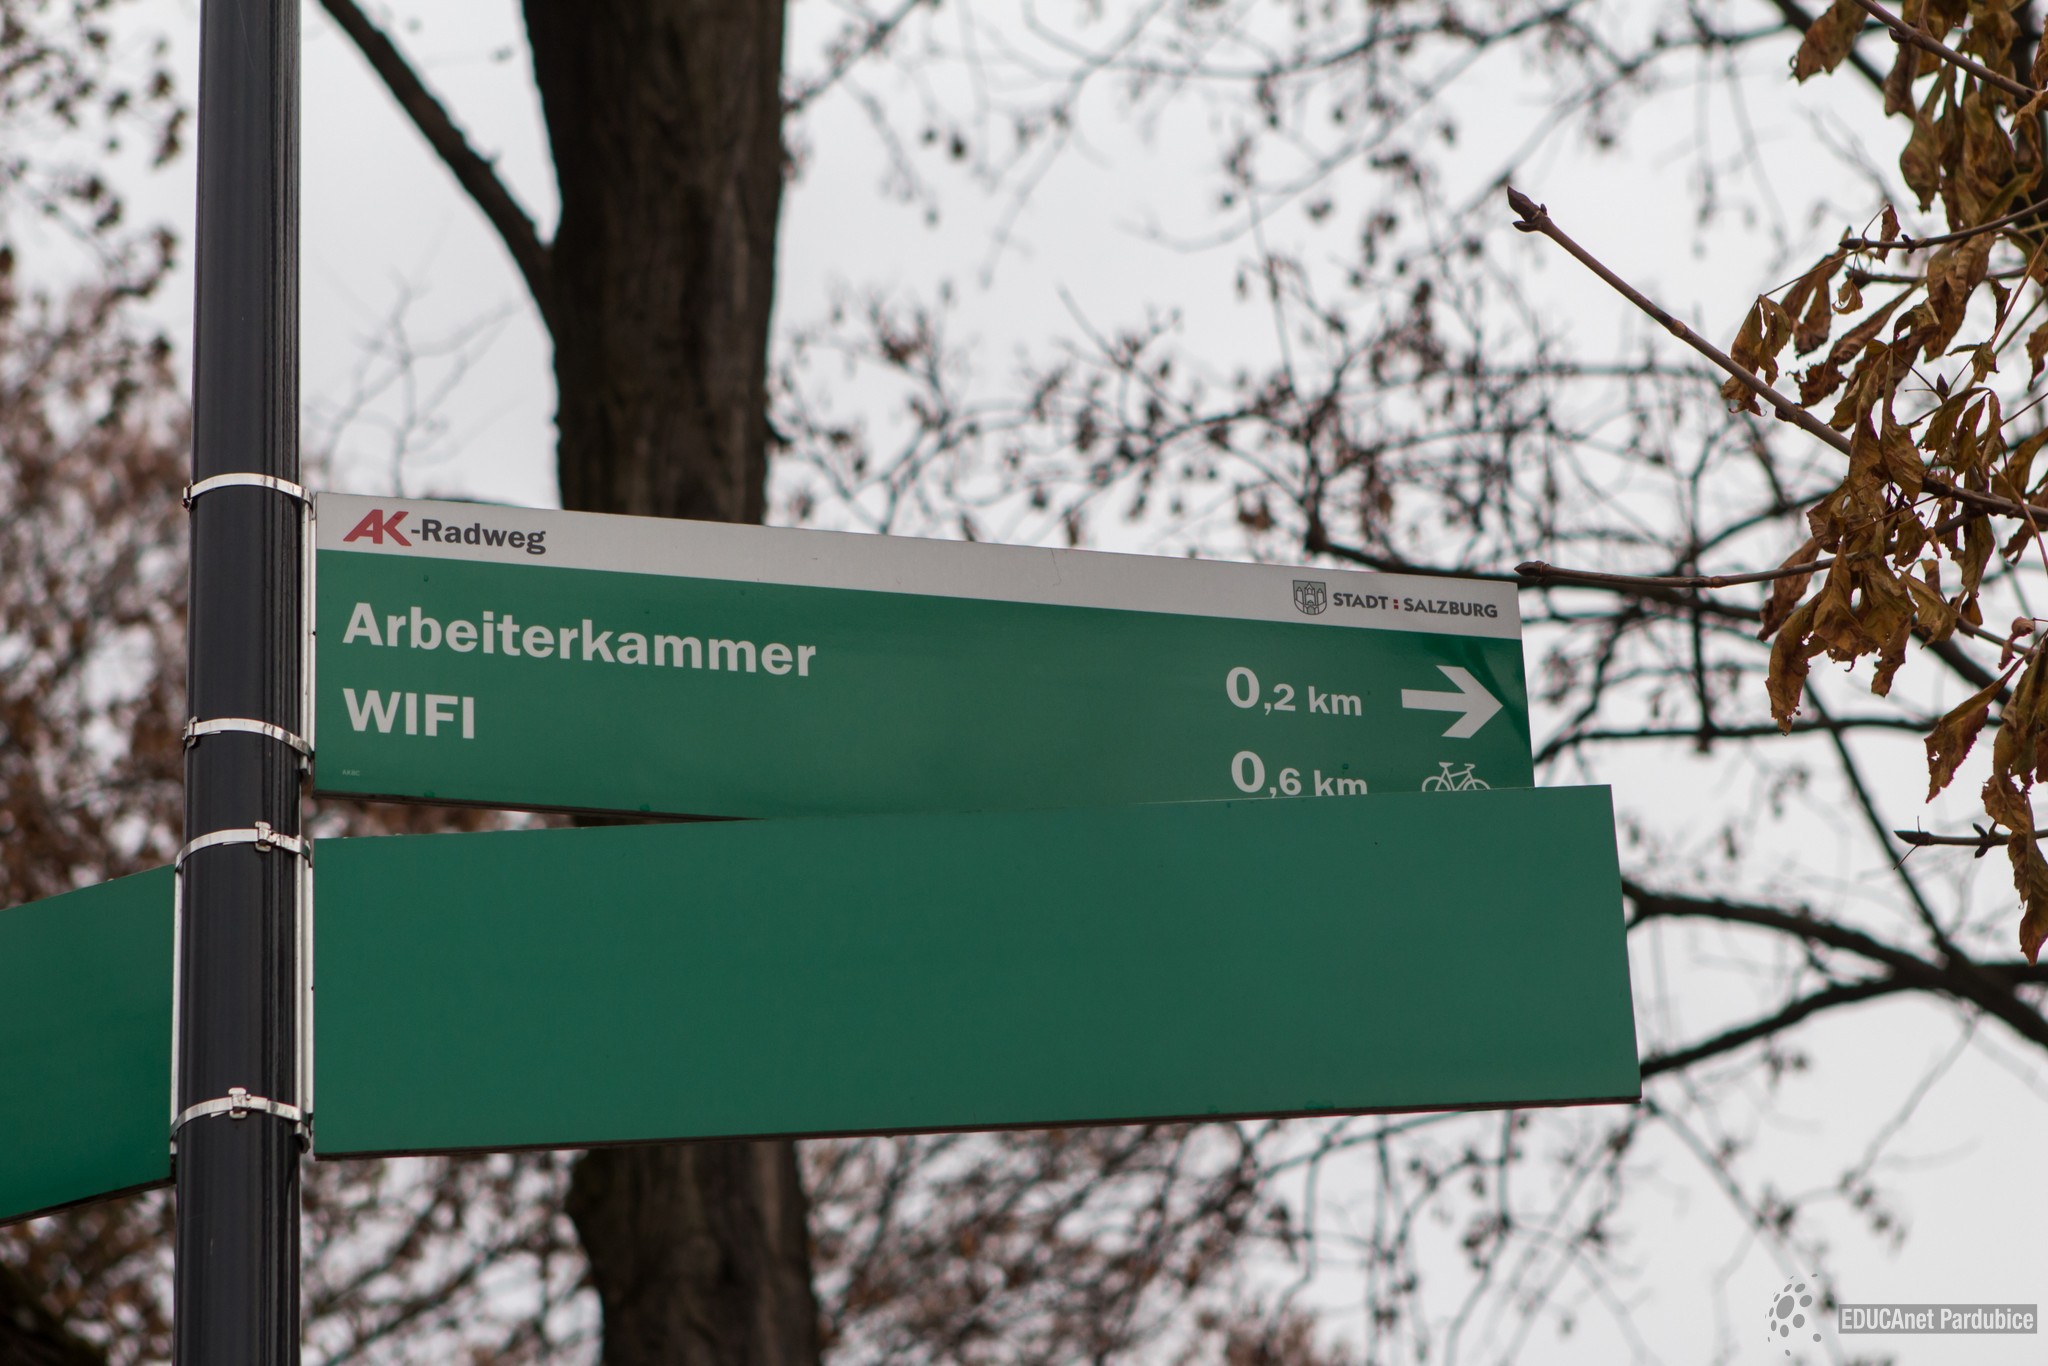 AK-Radweg
STADT : SALZBURG
Arbeiterkammer 0,2 km
WIFI 0,6 km
EDUCAnet Pardubice